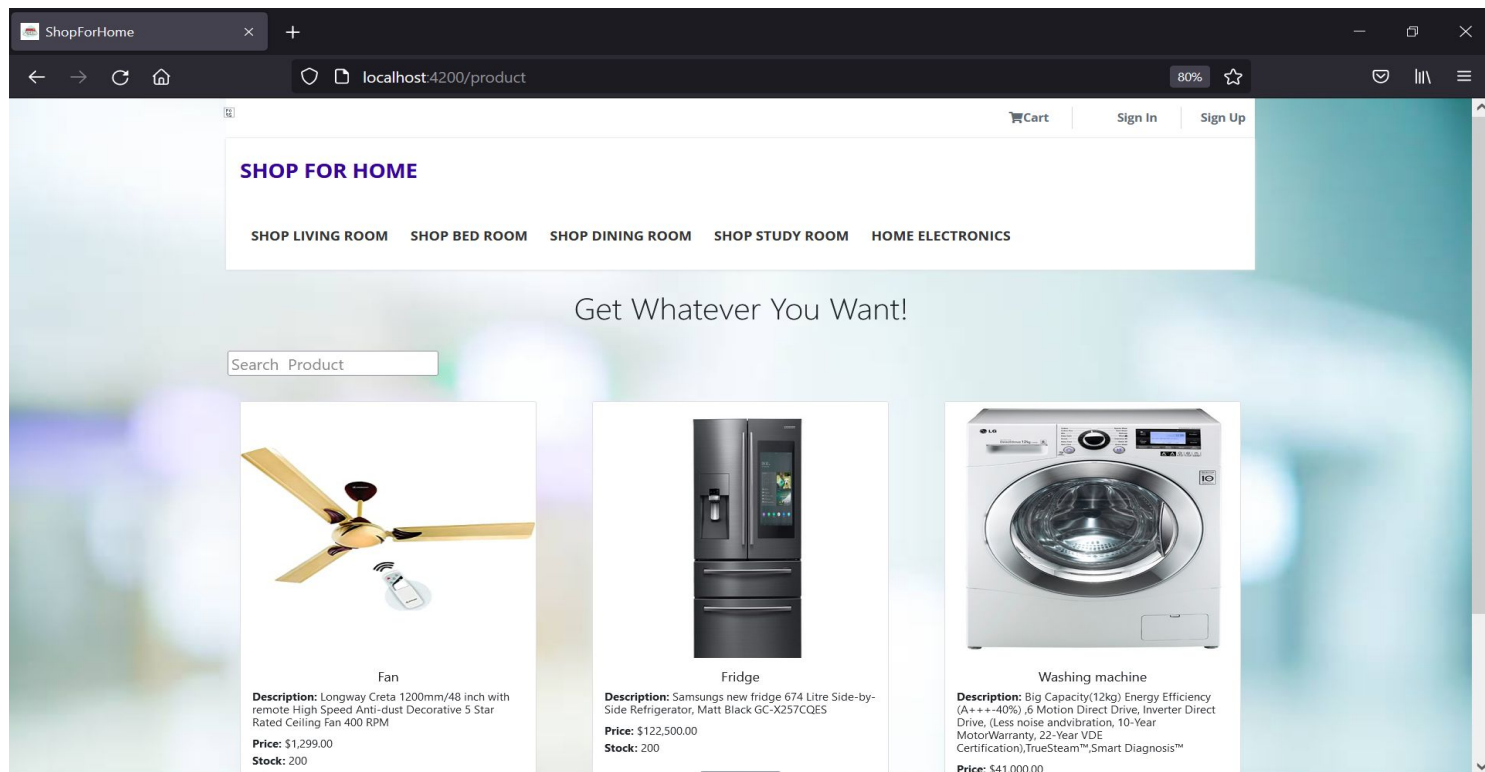 ShopForHome
localhost:4200/product
80%
Cart Sign In Sign Up
SHOP FOR HOME
SHOP LIVING ROOM SHOP BED ROOM SHOP DINING ROOM SHOP STUDY ROOM HOME ELECTRONICS
Get Whatever You Want!
Search Product
LG
Fan
Description: Longway Creta 1200mm/48 inch with
remote High Speed Anti-dust Decorative 5 Star
Rated Ceiling Fan 400 RPM
Price: $1,299.00
Stock: 200
Fridge
Description: Samsungs new fridge 674 Litre Side-by-
Side Refrigerator, Matt Black GC-X257CQES
Price: $122,500.00
Stock: 200
Washing machine
Description: Big Capacity(12kg) Energy Efficiency
(A+++-40%) ,6 Motion Direct Drive, Inverter Direct
Drive, (Less noise andvibration, 10-Year
MotorWarranty, 22-Year VDE
Certification),TrueSteam™,Smart Diagnosis™
Price: $41,000.00